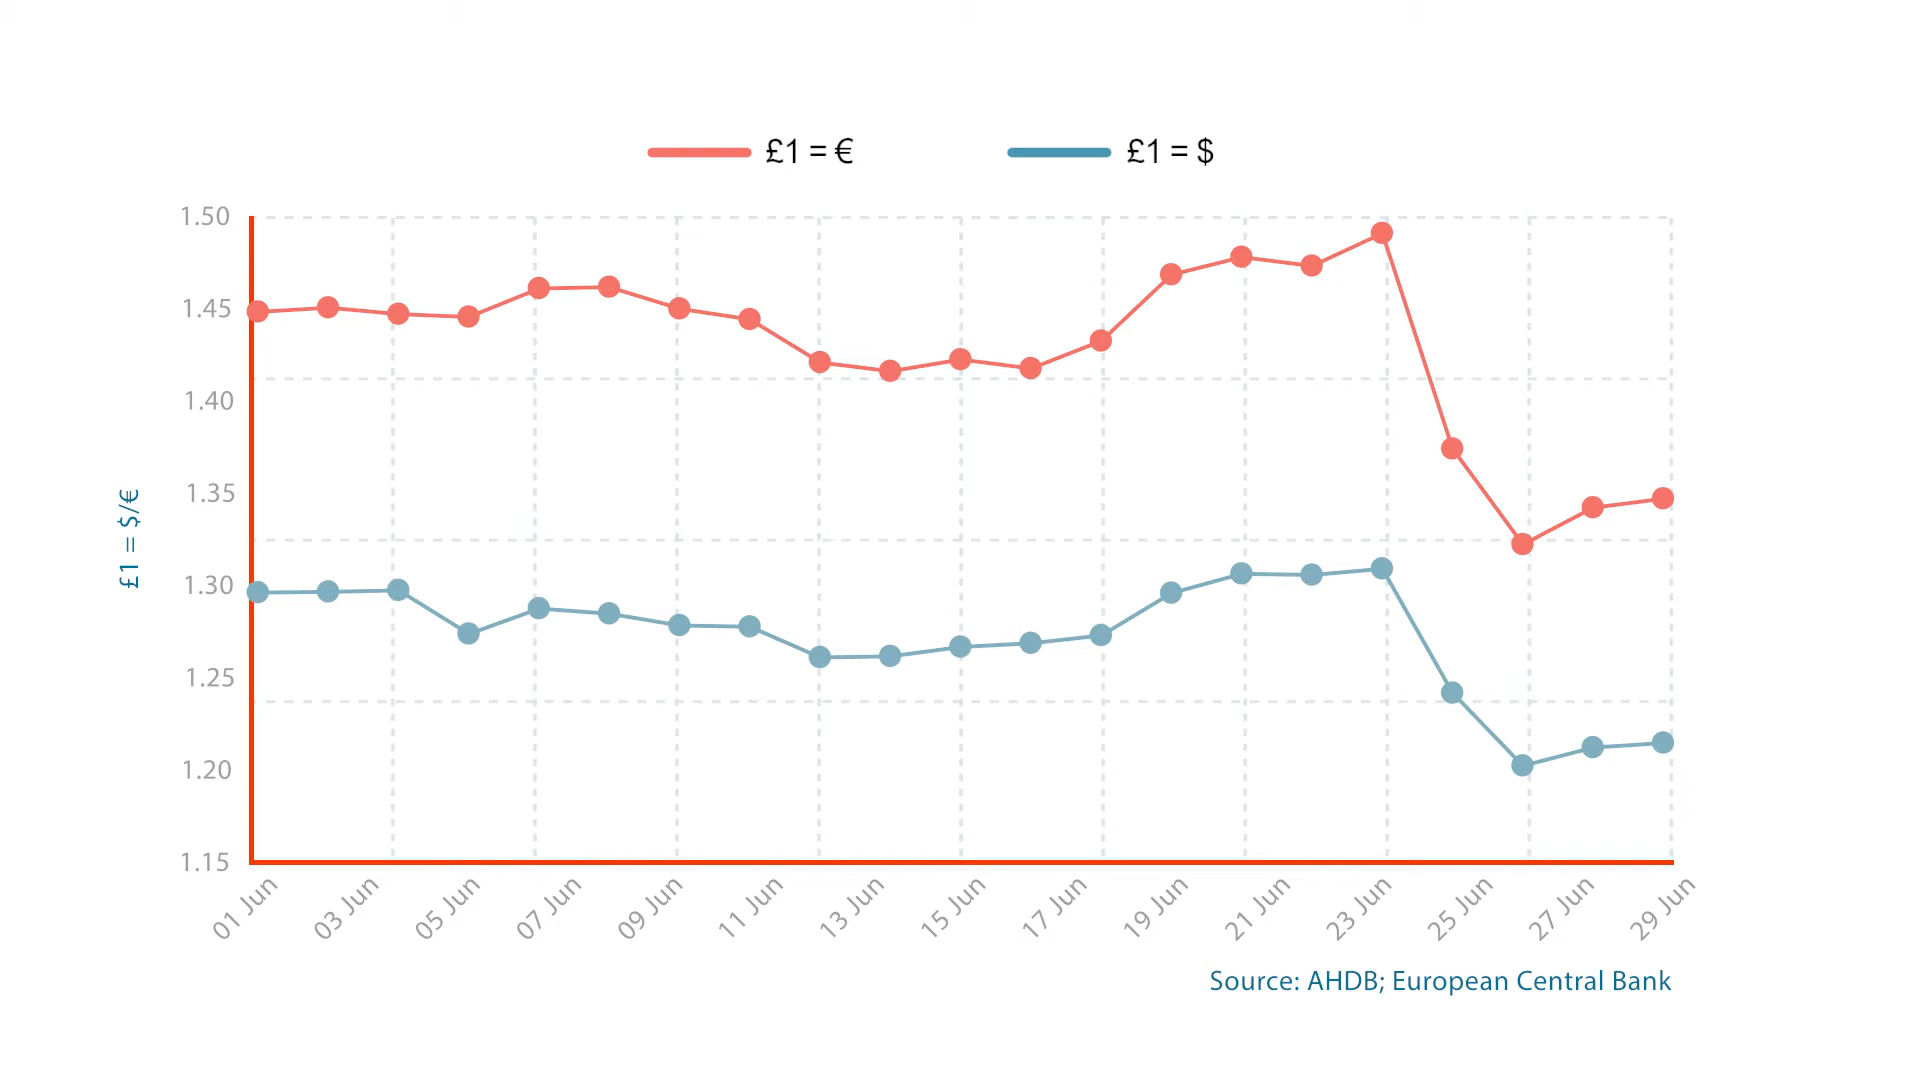 £1 = €
£1 = $
1.50
1.45
1.40
1.35
1.30
1.25
1.20
1.15
£1 = $/€
01 Jun
03 Jun
05 Jun
07 Jun
09 Jun
11 Jun
13 Jun
15 Jun
17 Jun
19 Jun
21 Jun
23 Jun
25 Jun
27 Jun
29 Jun
Source: AHDB; European Central Bank